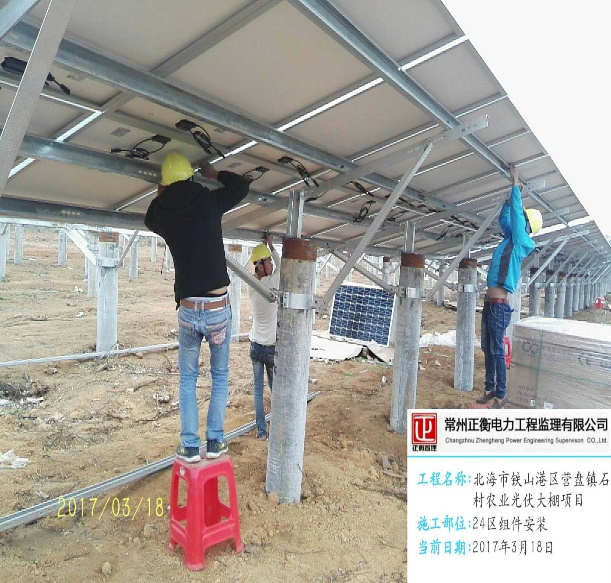 2017/03/18
正衡监理
常州正衡电力工程监理有限公司
Changzhou Zhengheng Power Engineering Supervision CO.,LTD
工程名称:北海市铁山港区营盘镇石
村农业光伏大棚项目
施工部位:24区组件安装
当前日期:2017年3月18日